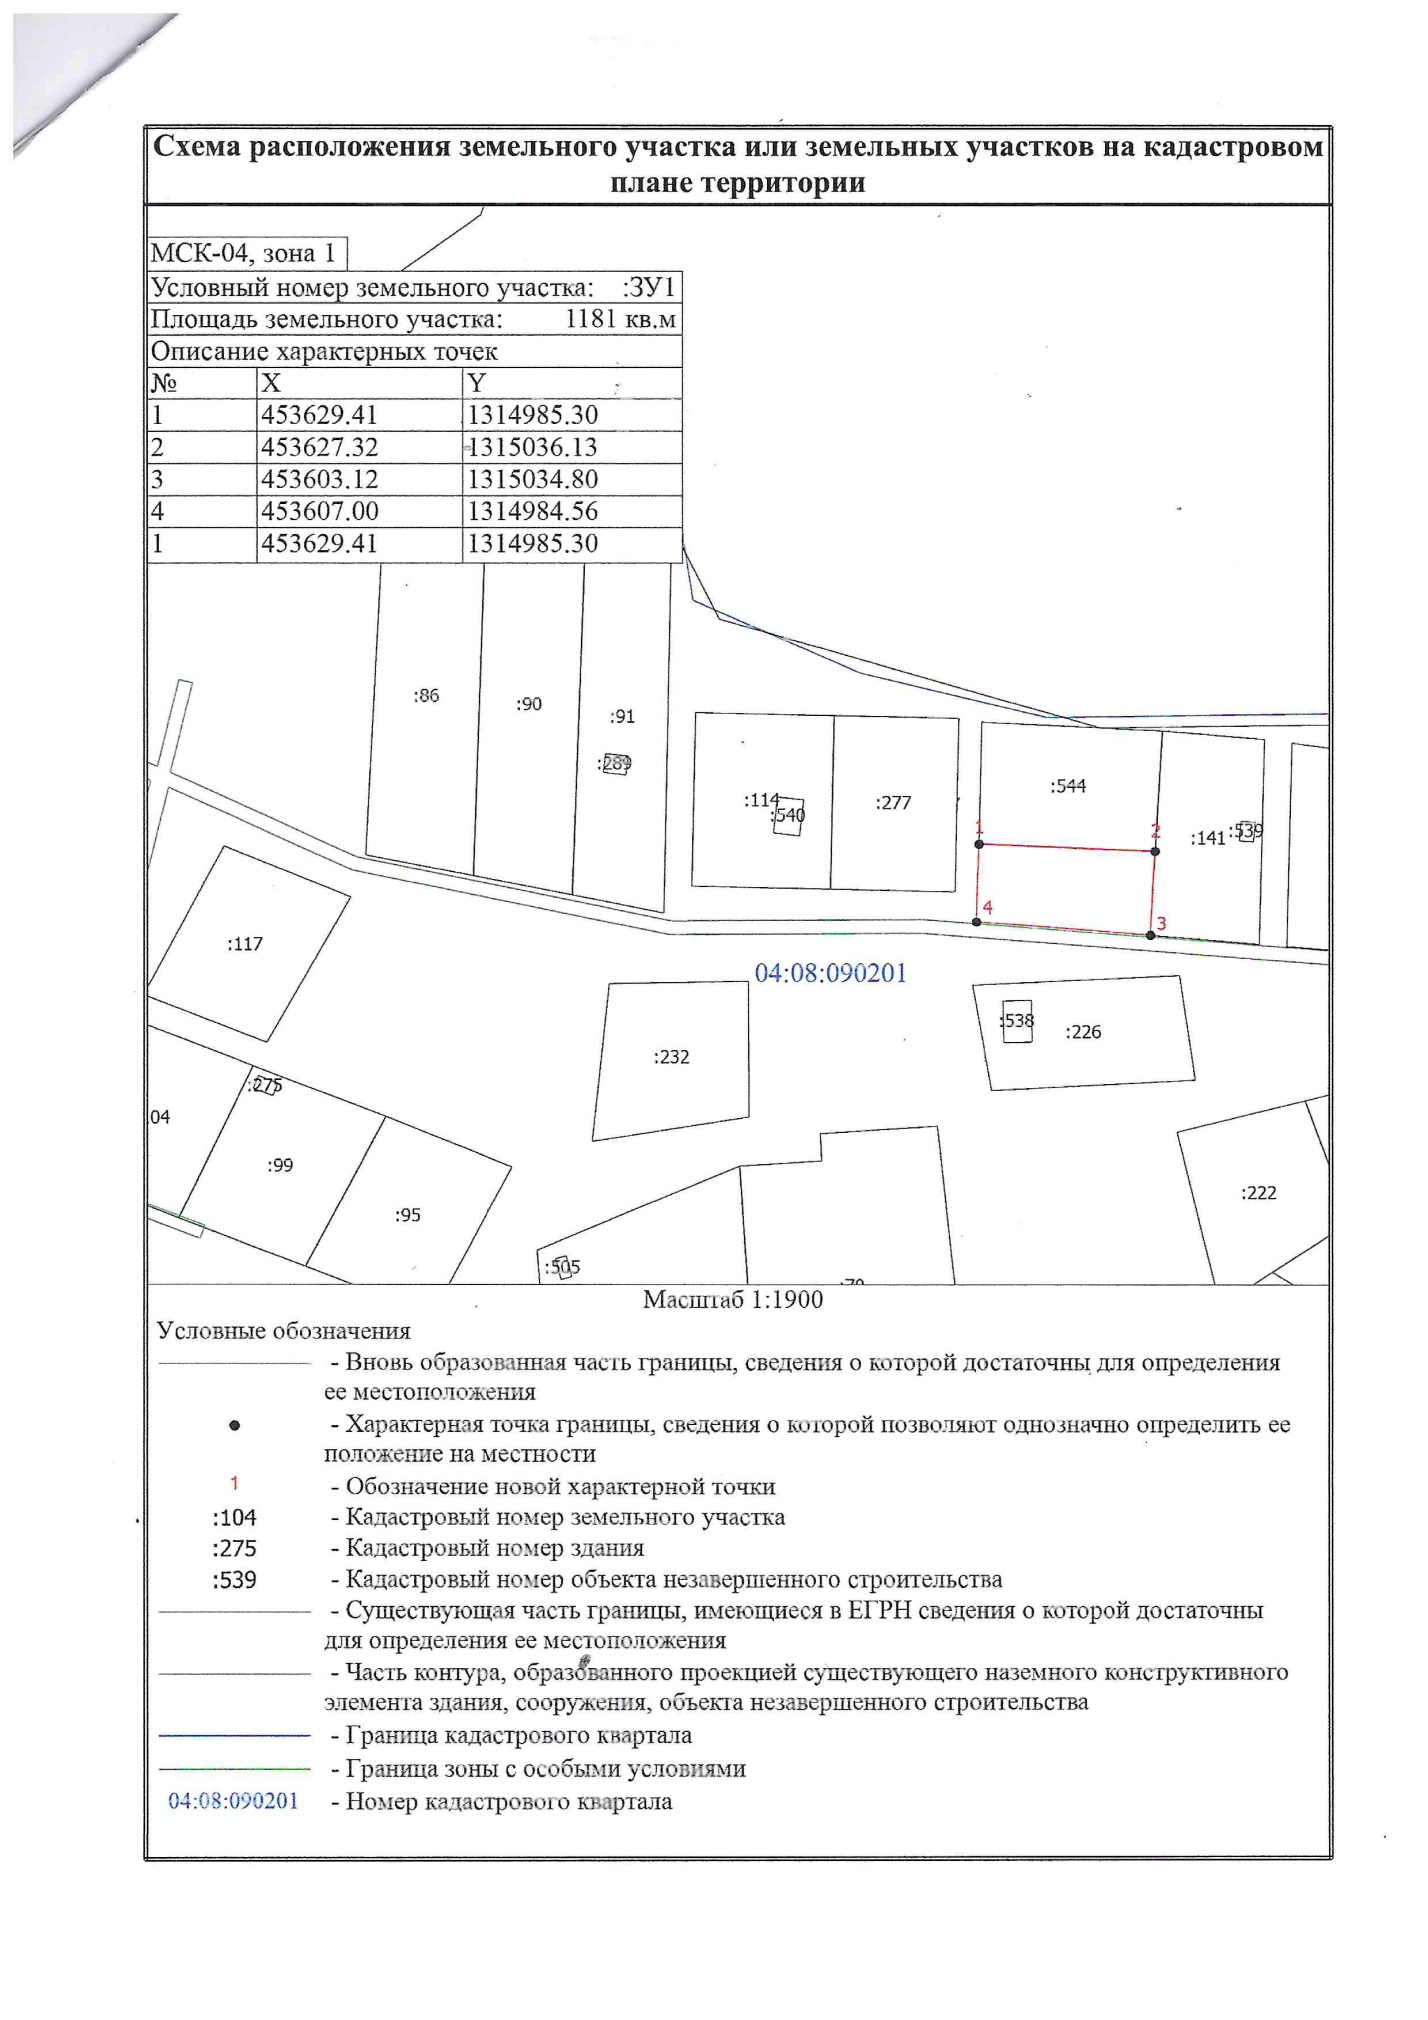 Схема расположения земельного участка или земельных участков на кадастровом
плане территории
МСК-04, зона 1
Условный номер земельного участка: :ЗУ1
Площадь земельного участка: 1181 кв.м
Описание характерных точек
№ X Y
1 453629.41 1314985.30
2 453627.32 1315036.13
3 453603.12 1315034.80
4 453607.00 1314984.56
1 453629.41 1314985.30
:86
:90
:91
:289
:114
:540
:277
:544
1
2
:141
:539
4
3
:117
04:08:090201
:232
:538
:226
:275
04
:99
:95
:222
:505
:70
Масштаб 1:1900
Условные обозначения
- Вновь образованная часть границы, сведения о которой достаточны для определения
ее местоположения
- Характерная точка границы, сведения о которой позволяют однозначно определить ее
положение на местности
1 - Обозначение новой характерной точки
:104 - Кадастровый номер земельного участка
:275 - Кадастровый номер здания
:539 - Кадастровый номер объекта незавершенного строительства
- Существующая часть границы, имеющиеся в ЕГРН сведения о которой достаточны
для определения ее местоположения
- Часть контура, образованного проекцией существующего наземного конструктивного
элемента здания, сооружения, объекта незавершенного строительства
- Граница кадастрового квартала
- Граница зоны с особыми условиями
04:08:090201 - Номер кадастрового квартала